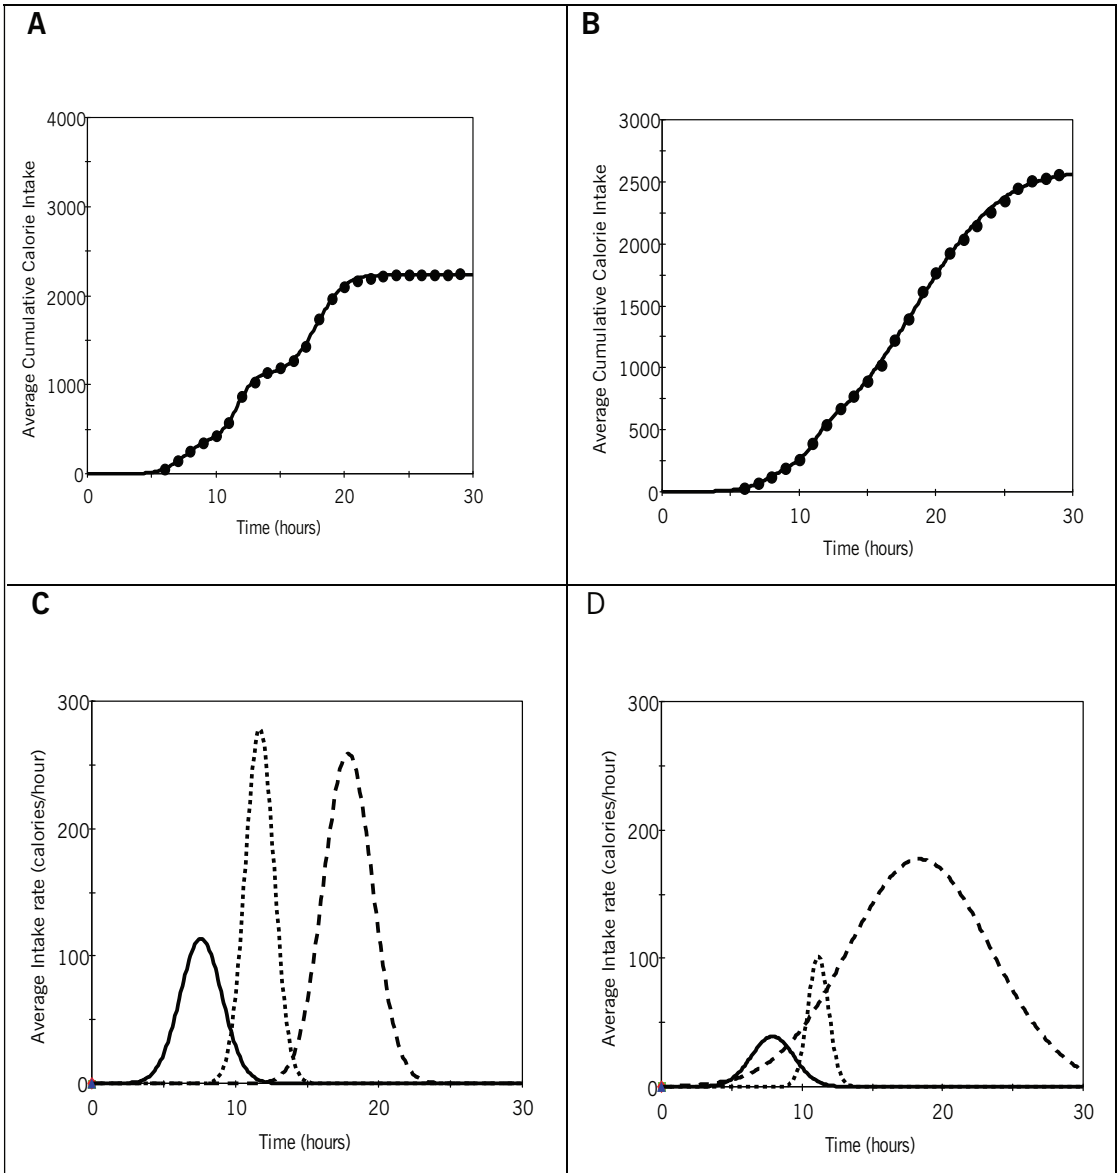 A
Average Cumulative Calorie Intake
4000
3000
2000
1000
0
0 10 20 30
Time (hours)
B
Average Cumulative Calorie Intake
3000
2500
2000
1500
1000
500
0
0 10 20 30
Time (hours)
C
Average Intake rate (calories/hour)
300
200
100
0
0 10 20 30
Time (hours)
D
Average Intake rate (calories/hour)
300
200
100
0
0 10 20 30
Time (hours)